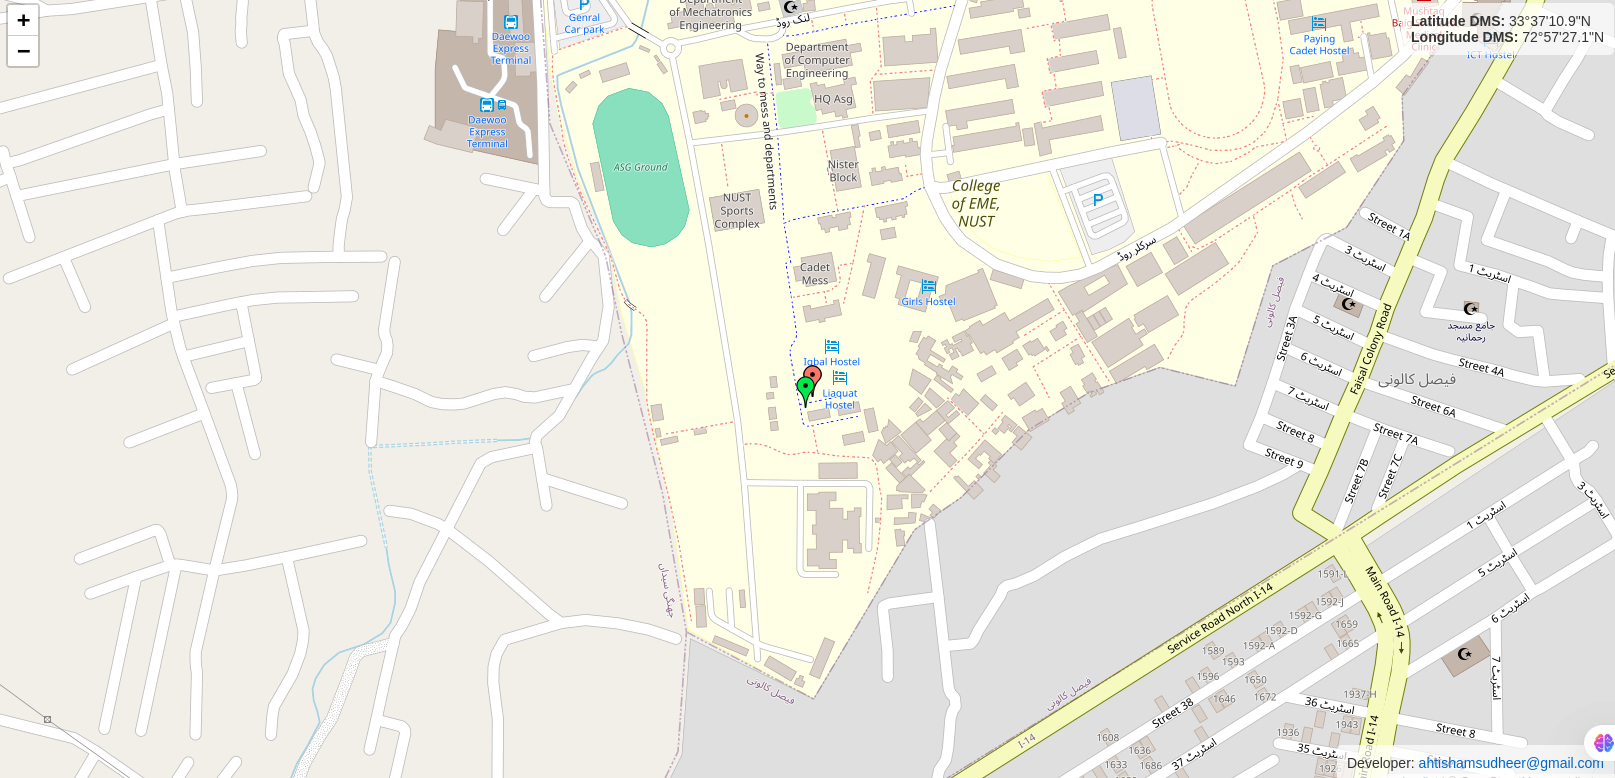 +
−
Latitude DMS: 33°37'10.9"N
Longitude DMS: 72°57'27.1"N
Genral
Car park
Department
of Mechatronics
Engineering
لنک روڈ
Daewoo
Express
Terminal
Daewoo
Express
Terminal
Department
of Computer
Engineering
HQ Asg
Way to mess and departments
Paying
Cadet Hostel
Mushtaq
Clinic
ICT Hostel
ASG Ground
Nister
Block
NUST
Sports
Complex
College
of EME,
NUST
P
سرکلر روڈ
Cadet
Mess
Girls Hostel
Iqbal Hostel
Liaquat
Hostel
Street 1A
اسٹریٹ 3
اسٹریٹ 4
اسٹریٹ 1
فیصل کالونی
جامع مسجد
رحمانیہ
اسٹریٹ 5
Street 3A
Faisal Colony Road
اسٹریٹ 6
Street 4A
فیصل کالونی
اسٹریٹ 7
Street 6A
Street 8
Street 7A
Street 9
Street 7B
Street 7C
اسٹریٹ 3
اسٹریٹ 1
اسٹریٹ 5
اسٹریٹ 6
Main Road I-14
Service Road North I-14
جھنگی سیداں
فیصل کالونی
فیصل کالونی
1592-J
1592-G
1592-D
1592-A
1659
1665
1589
1593
1596
1650
1646
1672
1937-H
اسٹریٹ 7
Street 38
اسٹریٹ 36
1943
1936
Street 8
I-14
1608
1636
1633
1686
اسٹریٹ 37
اسٹریٹ 35
Developer: ahtishamsudheer@gmail.com